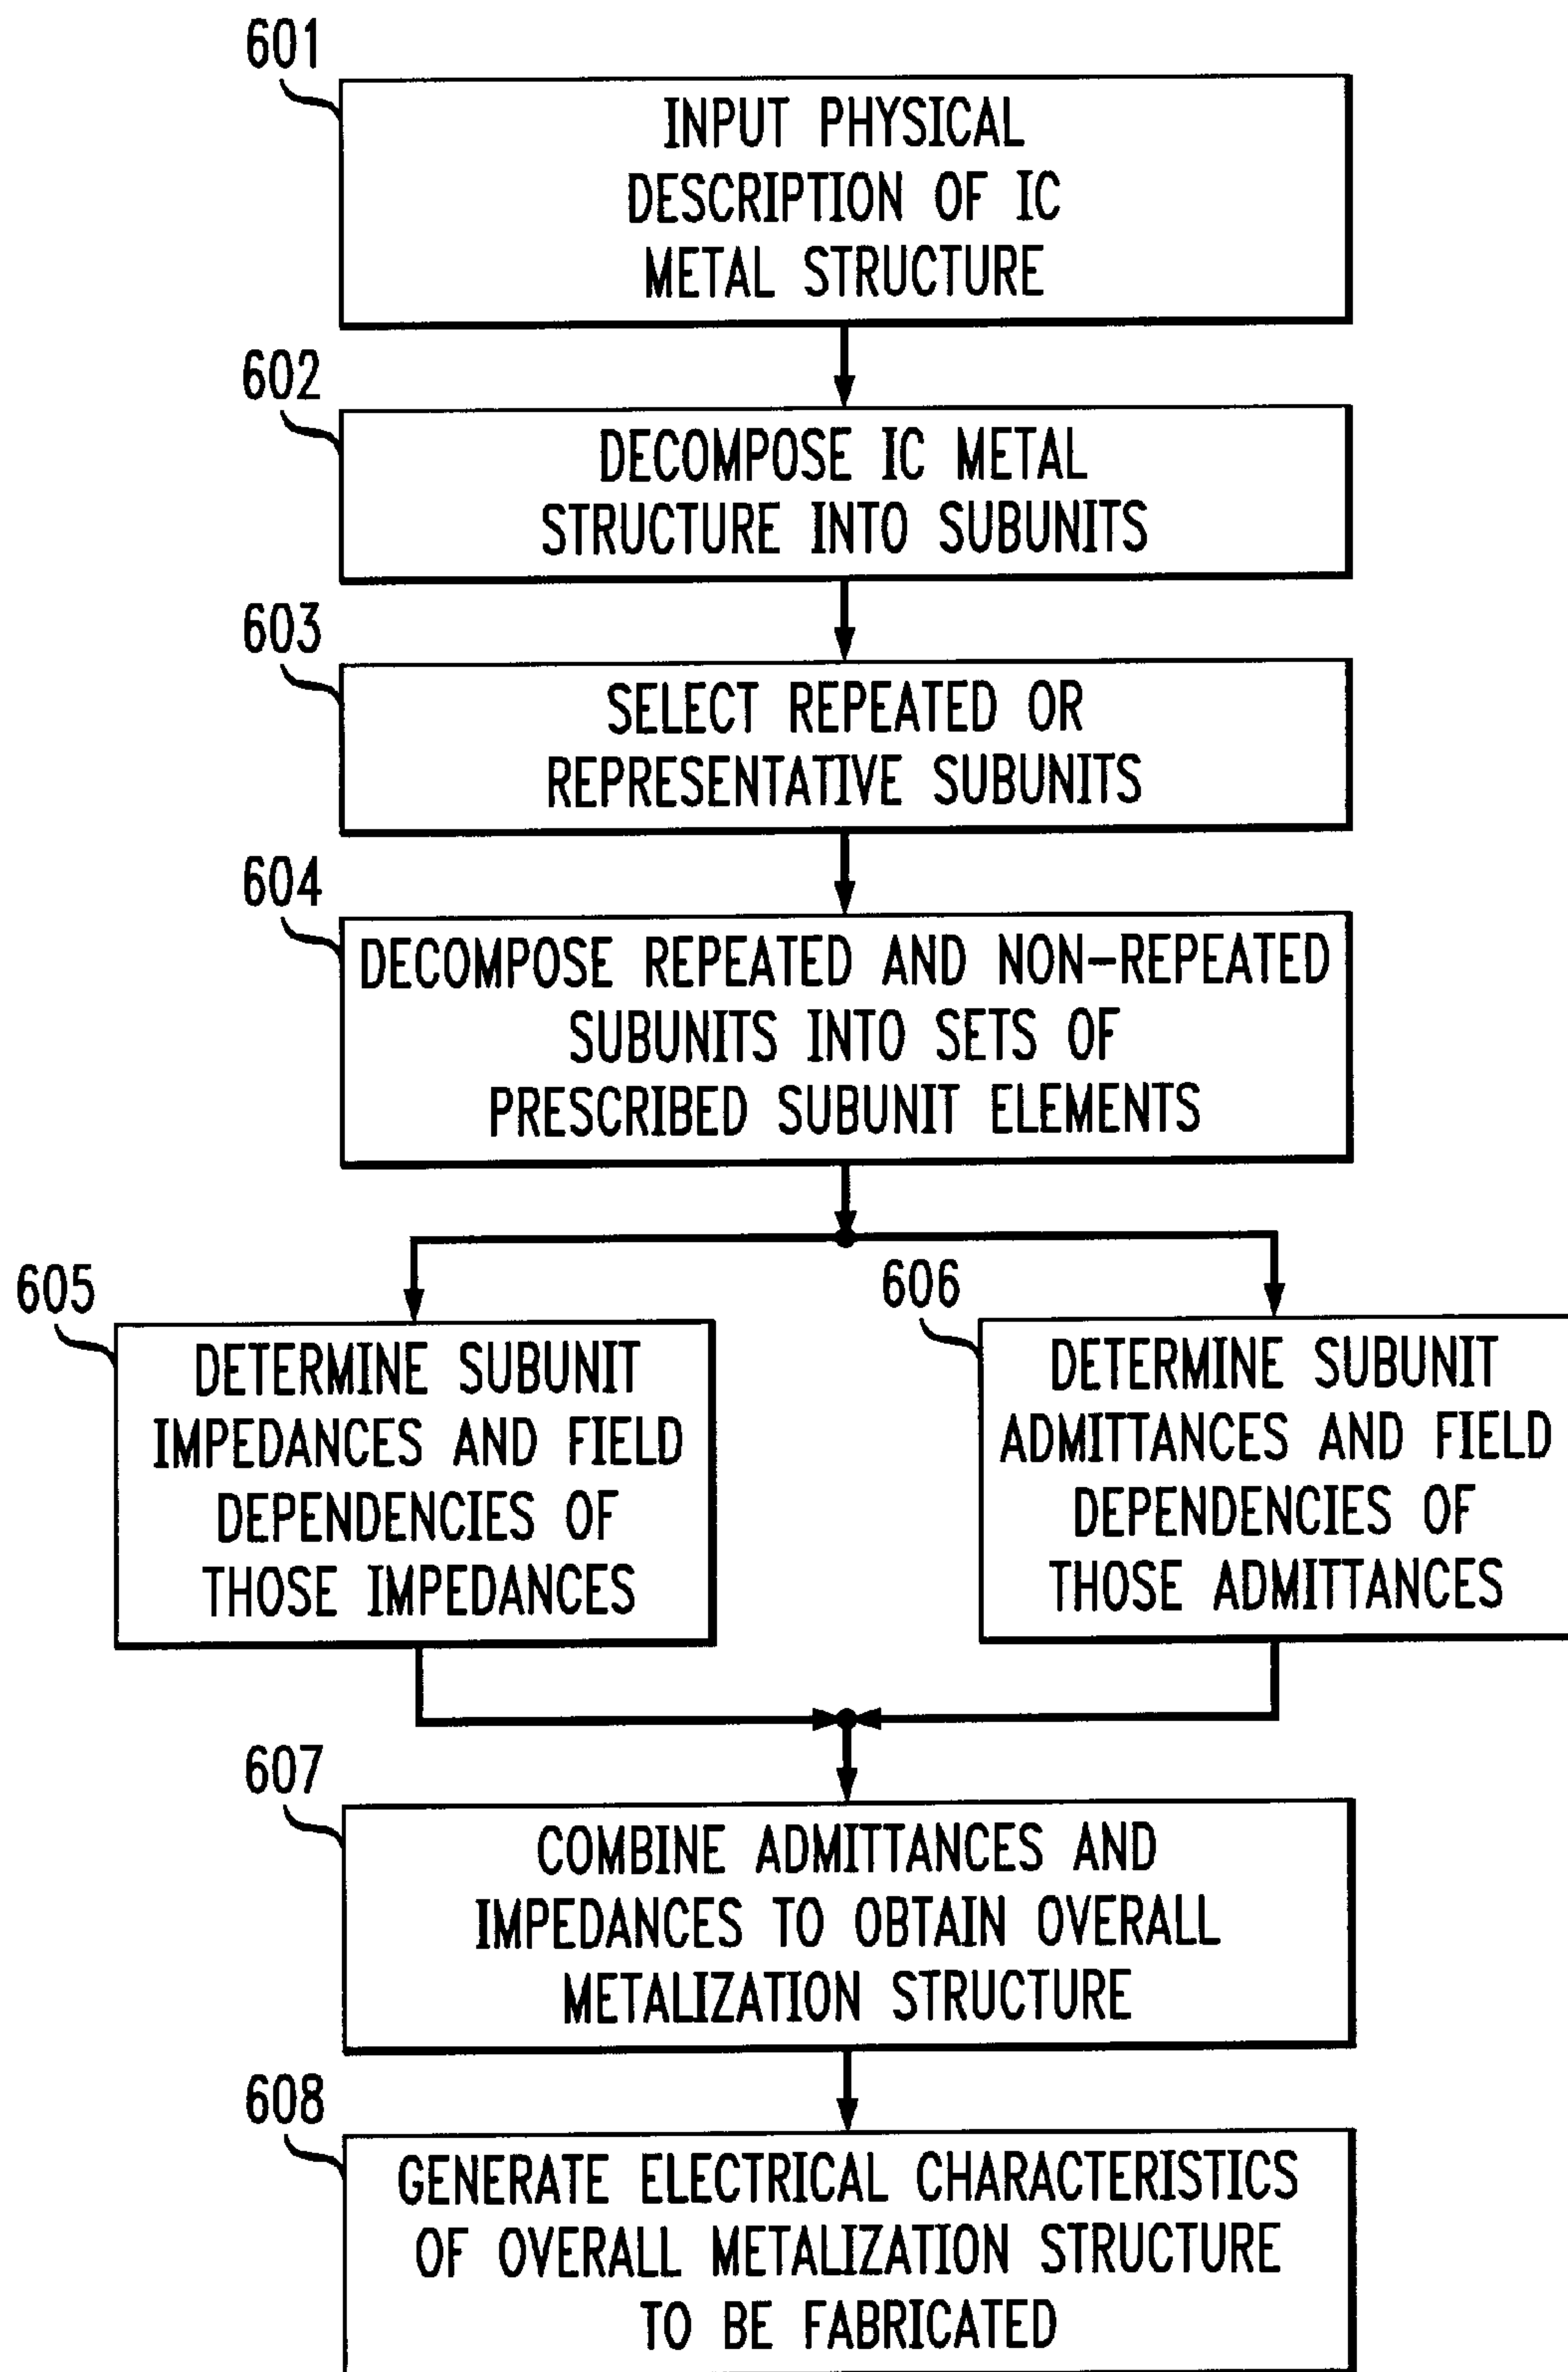 601
INPUT PHYSICAL
DESCRIPTION OF IC
METAL STRUCTURE
602
DECOMPOSE IC METAL
STRUCTURE INTO SUBUNITS
603
SELECT REPEATED OR
REPRESENTATIVE SUBUNITS
604
DECOMPOSE REPEATED AND NON-REPEATED
SUBUNITS INTO SETS OF
PRESCRIBED SUBUNIT ELEMENTS
605
DETERMINE SUBUNIT
IMPEDANCES AND FIELD
DEPENDENCIES OF
THOSE IMPEDANCES
606
DETERMINE SUBUNIT
ADMITTANCES AND FIELD
DEPENDENCIES OF
THOSE ADMITTANCES
607
COMBINE ADMITTANCES AND
IMPEDANCES TO OBTAIN OVERALL
METALIZATION STRUCTURE
608
GENERATE ELECTRICAL CHARACTERISTICS
OF OVERALL METALIZATION STRUCTURE
TO BE FABRICATED